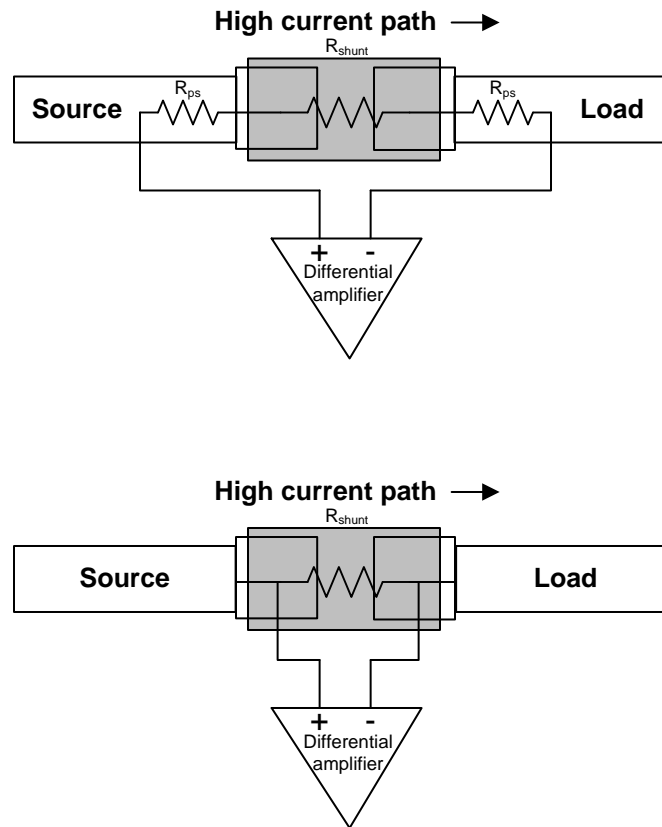 High current path
R_shunt
R_ps
R_ps
Source
Load
+ -
Differential
amplifier
High current path
R_shunt
Source
Load
+ -
Differential
amplifier